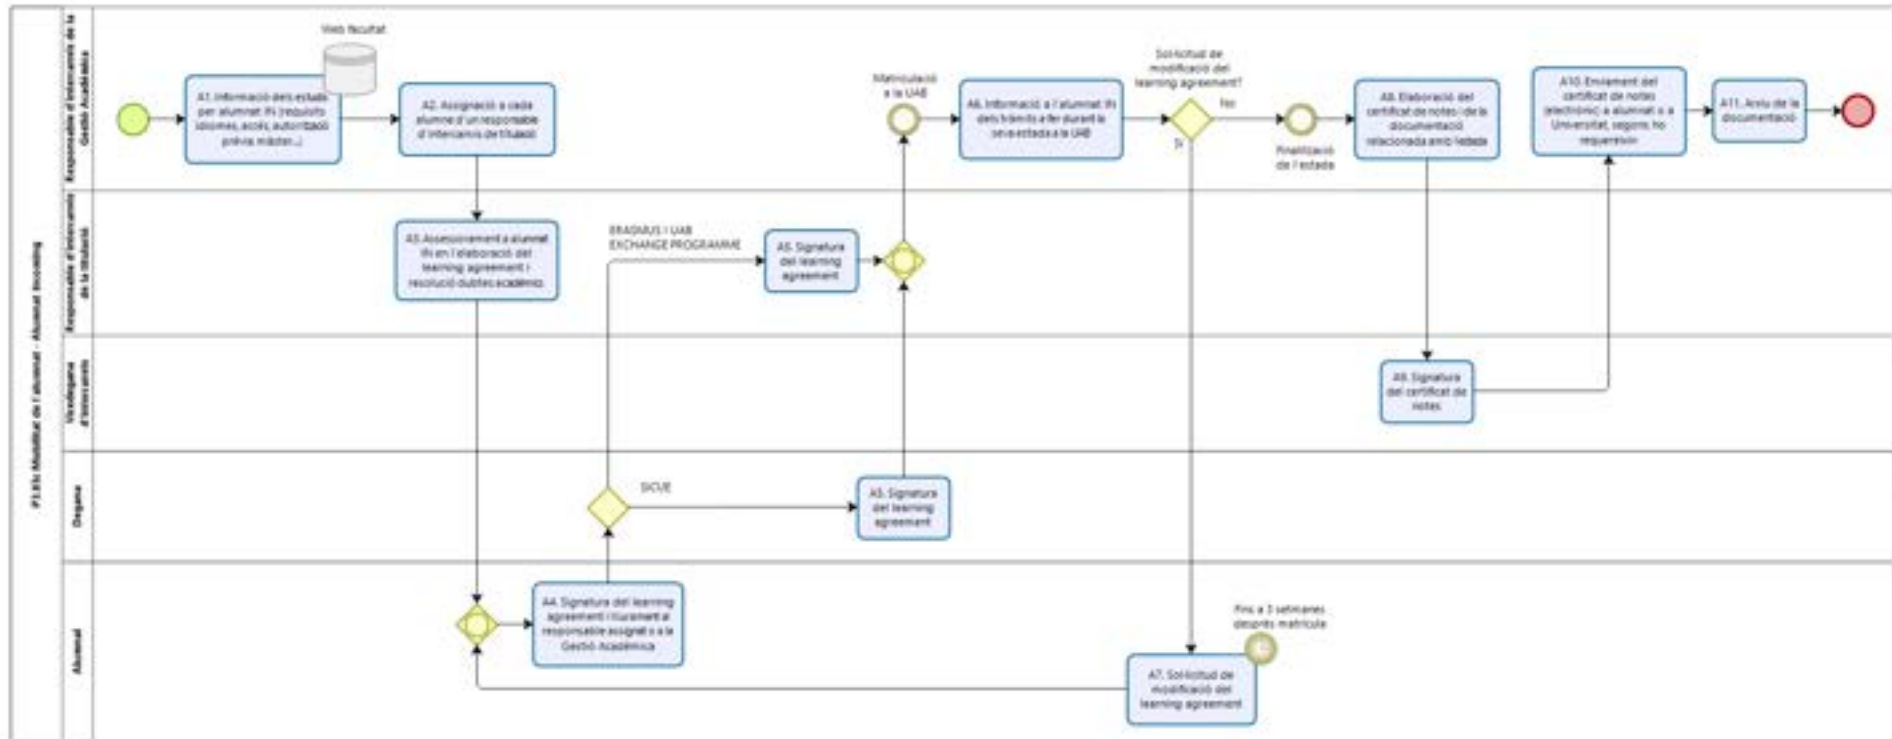 P3.03c Mobilitat de l'alumnat - Alumnat Incoming
Responsable d'intercanvis de la
Gestió Acadèmica
Web facultat
A1. Informació dels estudis
per alumnat IN (requisits
idiomes, accés, autorització
prèvia màster...)
A2. Assignació a cada
alumne d'un responsable
d'intercanvis de titulació
Matriculació
a la UAB
A6. Informació a l'alumnat IN
dels tràmits a fer durant la
seva estada a la UAB
Sol·licitud de
modificació del
learning agreement?
No
Si
Finalització
de l'estada
A8. Elaboració del
certificat de notes i de la
documentació
relacionada amb l'estada
A10. Enviament del
certificat de notes
(electrònic) a alumnat o a
Universitat, segons ho
requereixin
A11. Arxiu de la
documentació
Responsable d'intercanvis
de la titulació
A3. Assessorament a alumnat
IN en l'elaboració del
learning agreement i
resolució dubtes acadèmics
ERASMUS I UAB
EXCHANGE PROGRAMME
A5. Signatura
del learning
agreement
Vicedegana
d'Intercanvis
A9. Signatura
del certificat de
notes
Degana
SICUE
A5. Signatura
del learning
agreement
Alumnat
A4. Signatura del learning
agreement i lliurament al
responsable assignat o a la
Gestió Acadèmica
Fins a 3 setmanes
després matrícula
A7. Sol·licitud de
modificació del
learning agreement